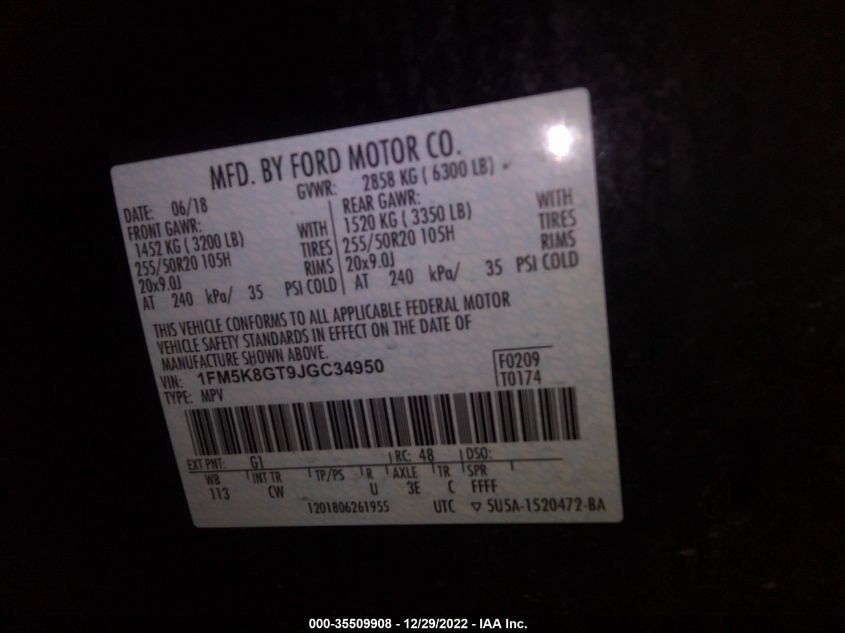 MFD. BY FORD MOTOR CO.
DATE: 06/18 GVWR: 2858 KG ( 6300 LB)
FRONT GAWR: REAR GAWR:
1452 KG ( 3200 LB) WITH 1520 KG ( 3350 LB) WITH
255/50R20 105H TIRES 255/50R20 105H TIRES
20x9.0J RIMS 20x9.0J RIMS
AT 240 kPa/ 35 PSI COLD AT 240 kPa/ 35 PSI COLD
THIS VEHICLE CONFORMS TO ALL APPLICABLE FEDERAL MOTOR
VEHICLE SAFETY STANDARDS IN EFFECT ON THE DATE OF
MANUFACTURE SHOWN ABOVE.
VIN: 1FM5K8GT9JGC34950 F0209
TYPE: MPV T0174
EXT PNT: G1 RC: 48 DSO:
WB INT TR TP/PS R AXLE TR SPR
113 CW U 3E C FFFF
1201806261955 UTC ▽ 5U5A-1520472-BA
000-35509908 - 12/29/2022 - IAA Inc.